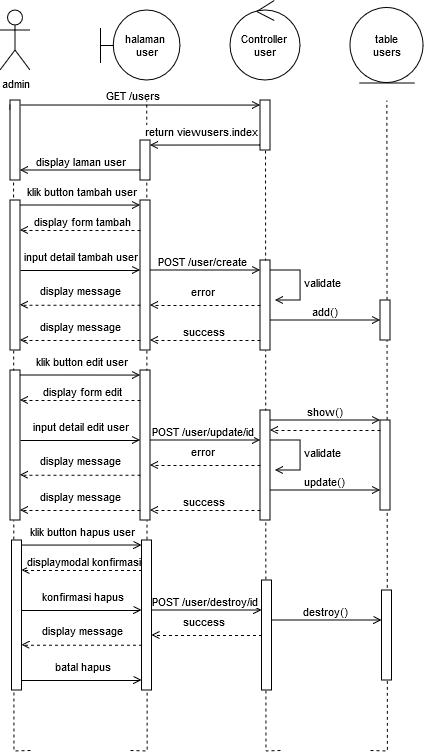 halaman
user
Controller
user
table
users
admin
GET /users
return view users.index
display laman user
klik button tambah user
display form tambah
input detail tambah user
POST /user/create
validate
display message
error
add()
display message
success
klik button edit user
display form edit
show()
input detail edit user
POST /user/update/id
validate
display message
error
update()
display message
success
klik button hapus user
displaymodal konfirmasi
konfirmasi hapus
POST /user/destroy/id
destroy()
display message
success
batal hapus